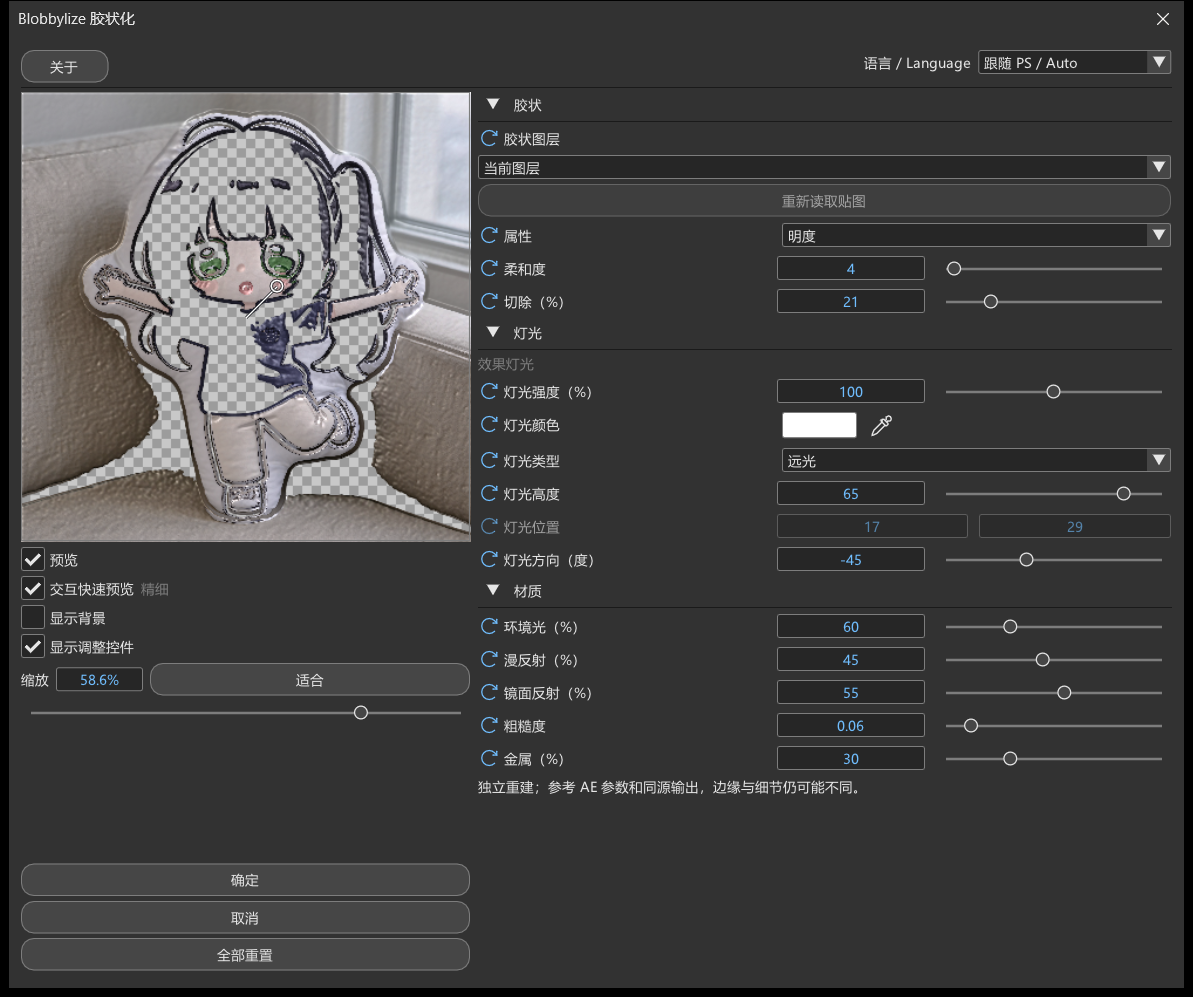 Blobbylize 胶状化
关于
语言 / Language 跟随 PS / Auto
胶状
胶状图层
当前图层
重新读取贴图
属性 明度
柔和度 4
切除（%） 21
灯光
效果灯光
灯光强度（%） 100
灯光颜色
灯光类型 远光
灯光高度 65
灯光位置 17 29
灯光方向（度） -45
材质
环境光（%） 60
漫反射（%） 45
镜面反射（%） 55
粗糙度 0.06
金属（%） 30
独立重建；参考 AE 参数和同源输出，边缘与细节仍可能不同。
预览
交互快速预览 精细
显示背景
显示调整控件
缩放 58.6% 适合
确定
取消
全部重置